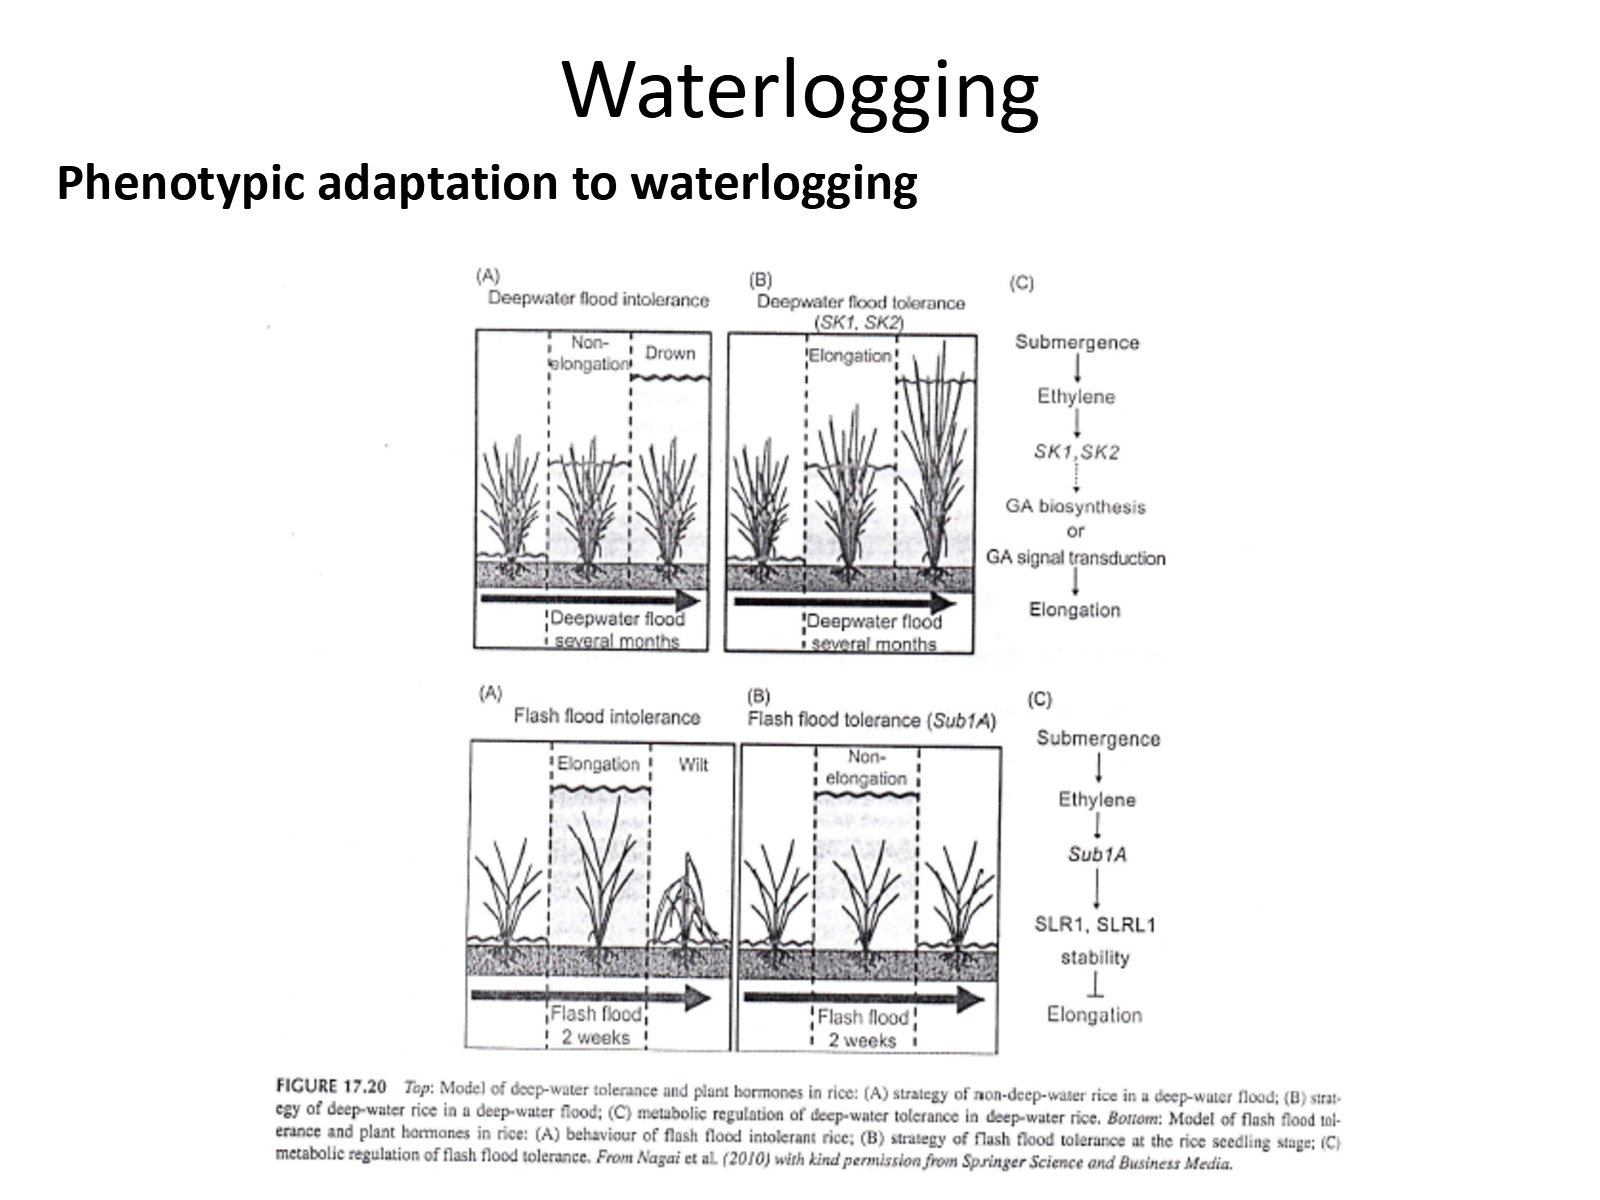 Waterlogging
Phenotypic adaptation to waterlogging
(A)
Deepwater flood intolerance
Non-
elongation
Drown
Deepwater flood
several months
(B)
Deepwater flood tolerance
(SK1, SK2)
Elongation
Deepwater flood
several months
(C)
Submergence
Ethylene
SK1,SK2
GA biosynthesis
or
GA signal transduction
Elongation
(A)
Flash flood intolerance
Elongation
Wilt
Flash flood
2 weeks
(B)
Flash flood tolerance (Sub1A)
Non-
elongation
Flash flood
2 weeks
(C)
Submergence
Ethylene
Sub1A
SLR1, SLRL1
stability
Elongation
FIGURE 17.20 Top: Model of deep-water tolerance and plant hormones in rice: (A) strategy of non-deep-water rice in a deep-water flood; (B) strat-
egy of deep-water rice in a deep-water flood; (C) metabolic regulation of deep-water tolerance in deep-water rice. Bottom: Model of flash flood tol-
erance and plant hormones in rice: (A) behaviour of flash flood intolerant rice; (B) strategy of flash flood tolerance at the rice seedling stage; (C)
metabolic regulation of flash flood tolerance. From Nagai et al. (2010) with kind permission from Springer Science and Business Media.